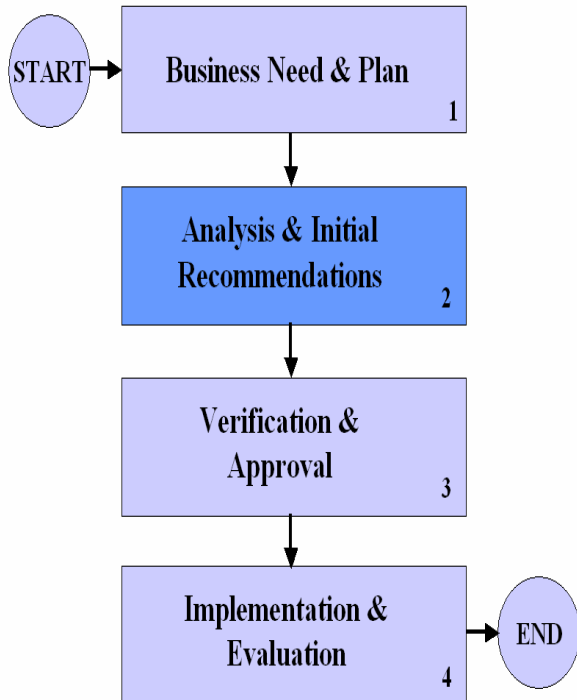 START
Business Need & Plan
1
Analysis & Initial
Recommendations
2
Verification &
Approval
3
Implementation &
Evaluation
4
END